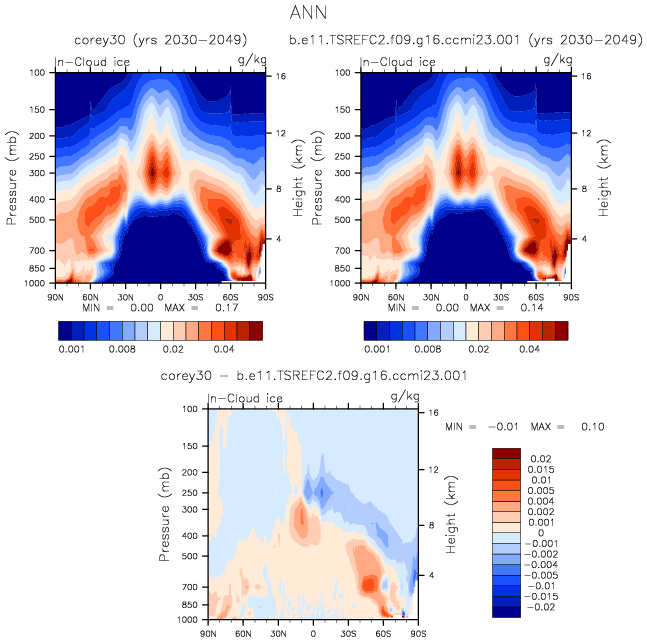 ANN
corey30 (yrs 2030-2049)
b.e11.TSREFC2.f09.g16.ccmi23.001 (yrs 2030-2049)
n-Cloud ice g/kg
n-Cloud ice g/kg
Pressure (mb)
100
150
200
250
300
400
500
700
850
1000
16
12
8
4
Height (km)
90N 60N 30N 0 30S 60S 90S
MIN = 0.00 MAX = 0.17
0.001 0.008 0.02 0.04
Pressure (mb)
100
150
200
250
300
400
500
700
850
1000
16
12
8
4
Height (km)
90N 60N 30N 0 30S 60S 90S
MIN = 0.00 MAX = 0.14
0.001 0.008 0.02 0.04
corey30 - b.e11.TSREFC2.f09.g16.ccmi23.001
n-Cloud ice g/kg
Pressure (mb)
100
150
200
250
300
400
500
700
850
1000
16
12
8
4
Height (km)
90N 60N 30N 0 30S 60S 90S
MIN = -0.01 MAX = 0.10
0.02
0.015
0.01
0.005
0.004
0.002
0.001
0
-0.001
-0.002
-0.004
-0.005
-0.01
-0.015
-0.02